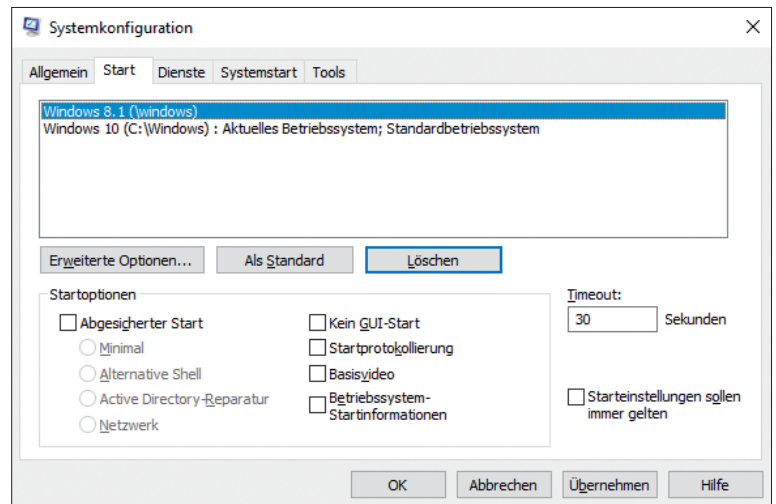 Systemkonfiguration
Allgemein Start Dienste Systemstart Tools
Windows 8.1 (\windows)
Windows 10 (C:\Windows) : Aktuelles Betriebssystem; Standardbetriebssystem
Erweiterte Optionen... Als Standard Löschen
Startoptionen
Abgesicherter Start
Minimal
Alternative Shell
Active Directory-Reparatur
Netzwerk
Kein GUI-Start
Startprotokollierung
Basisvideo
Betriebssystem-
Startinformationen
Timeout:
30 Sekunden
Starteinstellungen sollen
immer gelten
OK Abbrechen Übernehmen Hilfe